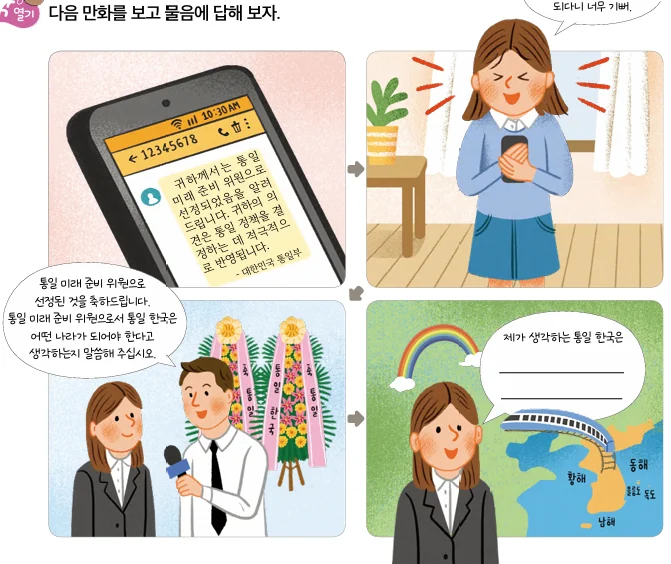 열기
다음 만화를 보고 물음에 답해 보자.
되다니 너무 기뻐.
10:30AM
← 12345678
귀하께서는 통일
미래 준비 위원으로
선정되었음을 알려
드립니다. 귀하의 의
견은 통일 정책을 결
정하는 데 적극적으
로 반영됩니다.
- 대한민국 통일부
통일 미래 준비 위원으로
선정된 것을 축하드립니다.
통일 미래 준비 위원으로서 통일 한국은
어떤 나라가 되어야 한다고
생각하는지 말씀해 주십시오.
축 통일
통일 한국
축 통일
제가 생각하는 통일 한국은
황해
동해
울릉도
독도
남해